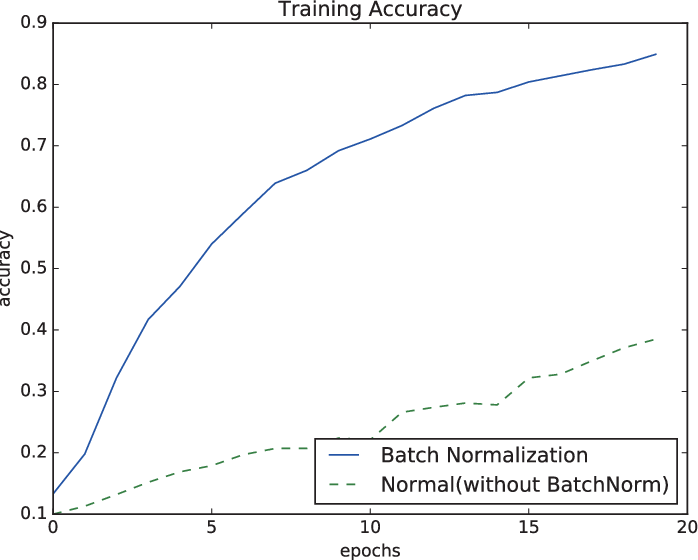 Training Accuracy
0.9
0.8
0.7
0.6
0.5
0.4
0.3
0.2
0.1
accuracy
Batch Normalization
Normal(without BatchNorm)
0 5 10 15 20
epochs